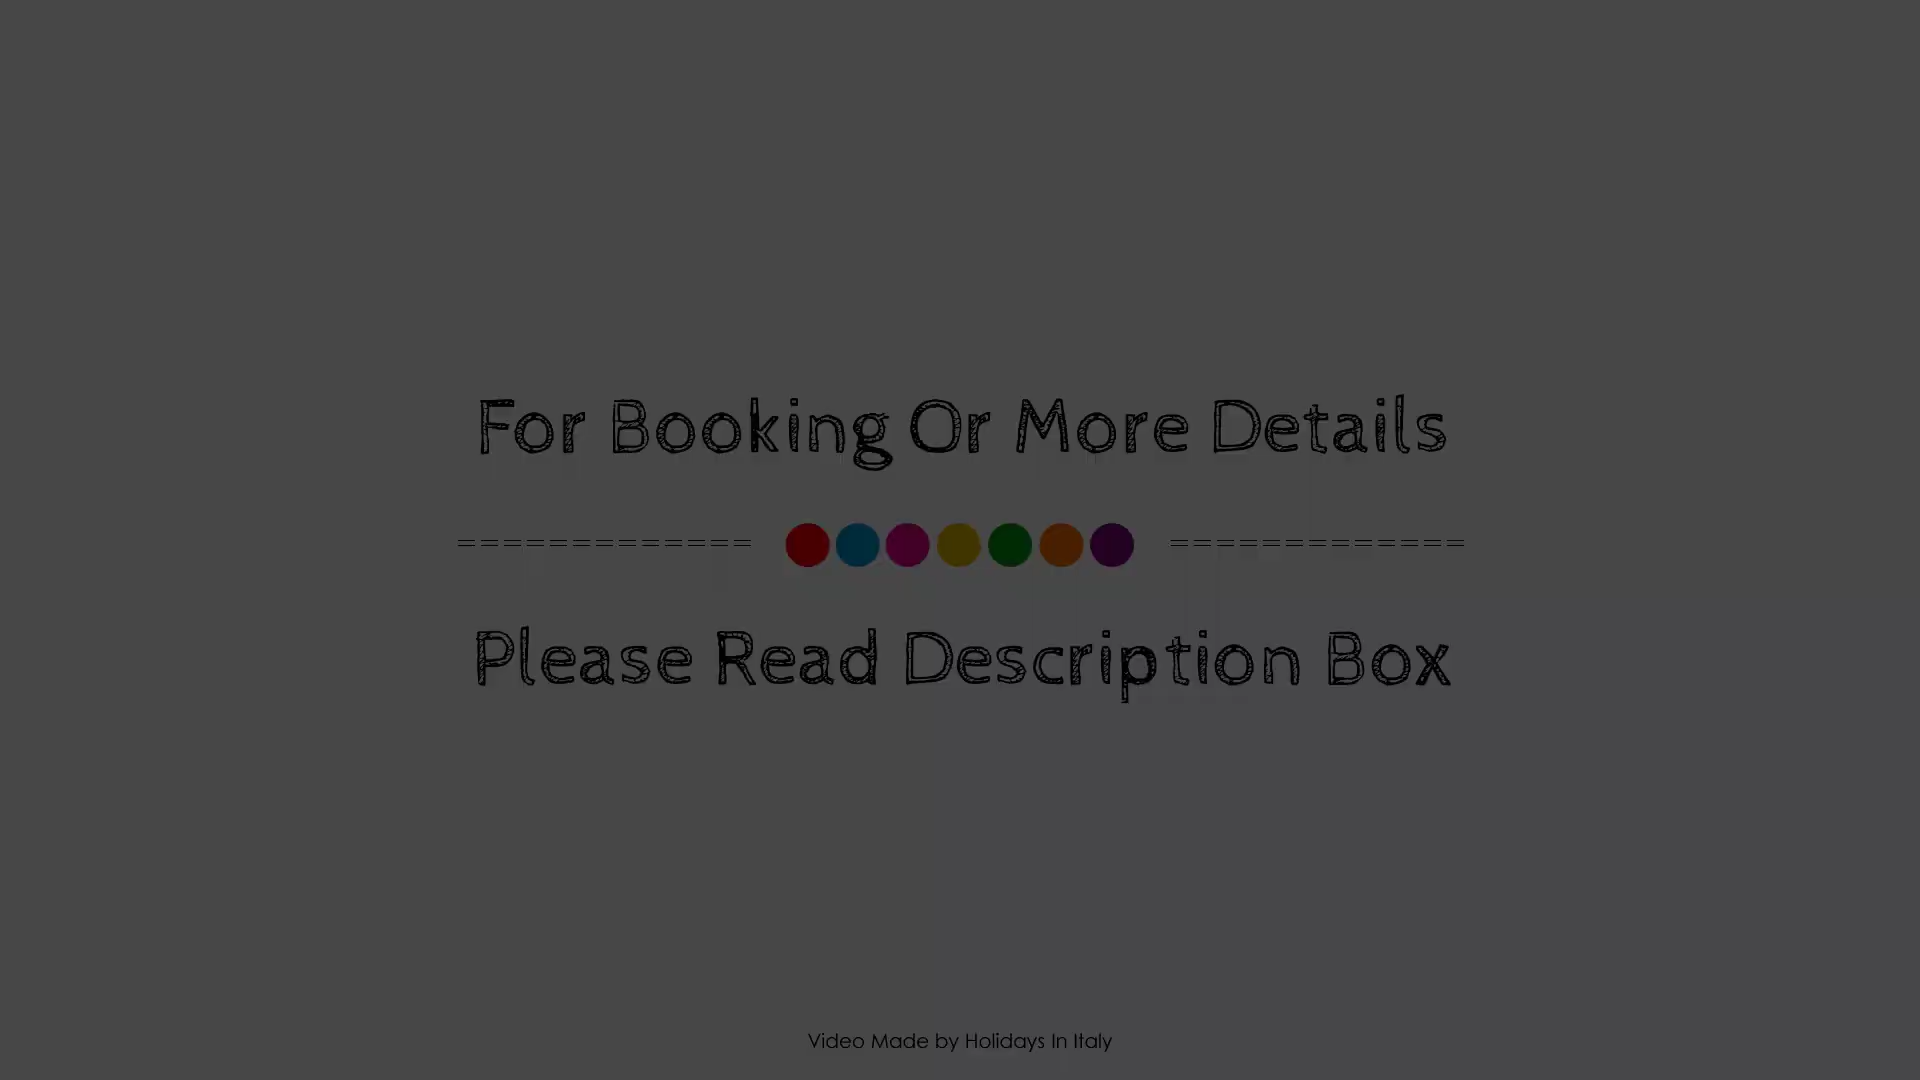 For Booking Or More Details
============= =============
Please Read Description Box
Video Made by Holidays In Italy